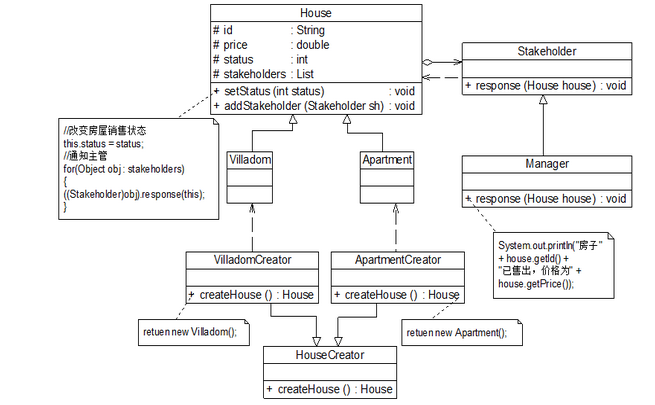 House
# id : String
# price : double
# status : int
# stakeholders : List
+ setStatus (int status) : void
+ addStakeholder (Stakeholder sh) : void
Stakeholder
+ response (House house) : void
//改变房屋销售状态
this.status = status;
//通知主管
for(Object obj : stakeholders)
{
((Stakeholder)obj).response(this);
}
Villadom
Apartment
Manager
+ response (House house) : void
System.out.println("房子"
+ house.getId() +
"已售出，价格为" +
house.getPrice());
VilladomCreator
+ createHouse () : House
ApartmentCreator
+ createHouse () : House
retuen new Villadom();
retuen new Apartment();
HouseCreator
+ createHouse () : House